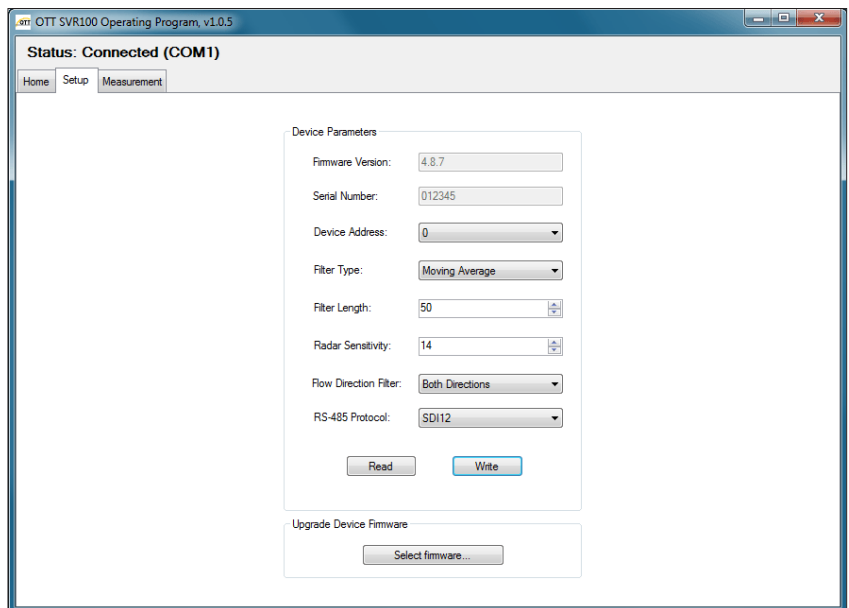 OTT SVR100 Operating Program, v1.0.5
Status: Connected (COM1)
Home Setup Measurement
Device Parameters
Firmware Version: 4.8.7
Serial Number: 012345
Device Address: 0
Filter Type: Moving Average
Filter Length: 50
Radar Sensitivity: 14
Flow Direction Filter: Both Directions
RS-485 Protocol: SDI12
Read Write
Upgrade Device Firmware
Select firmware...